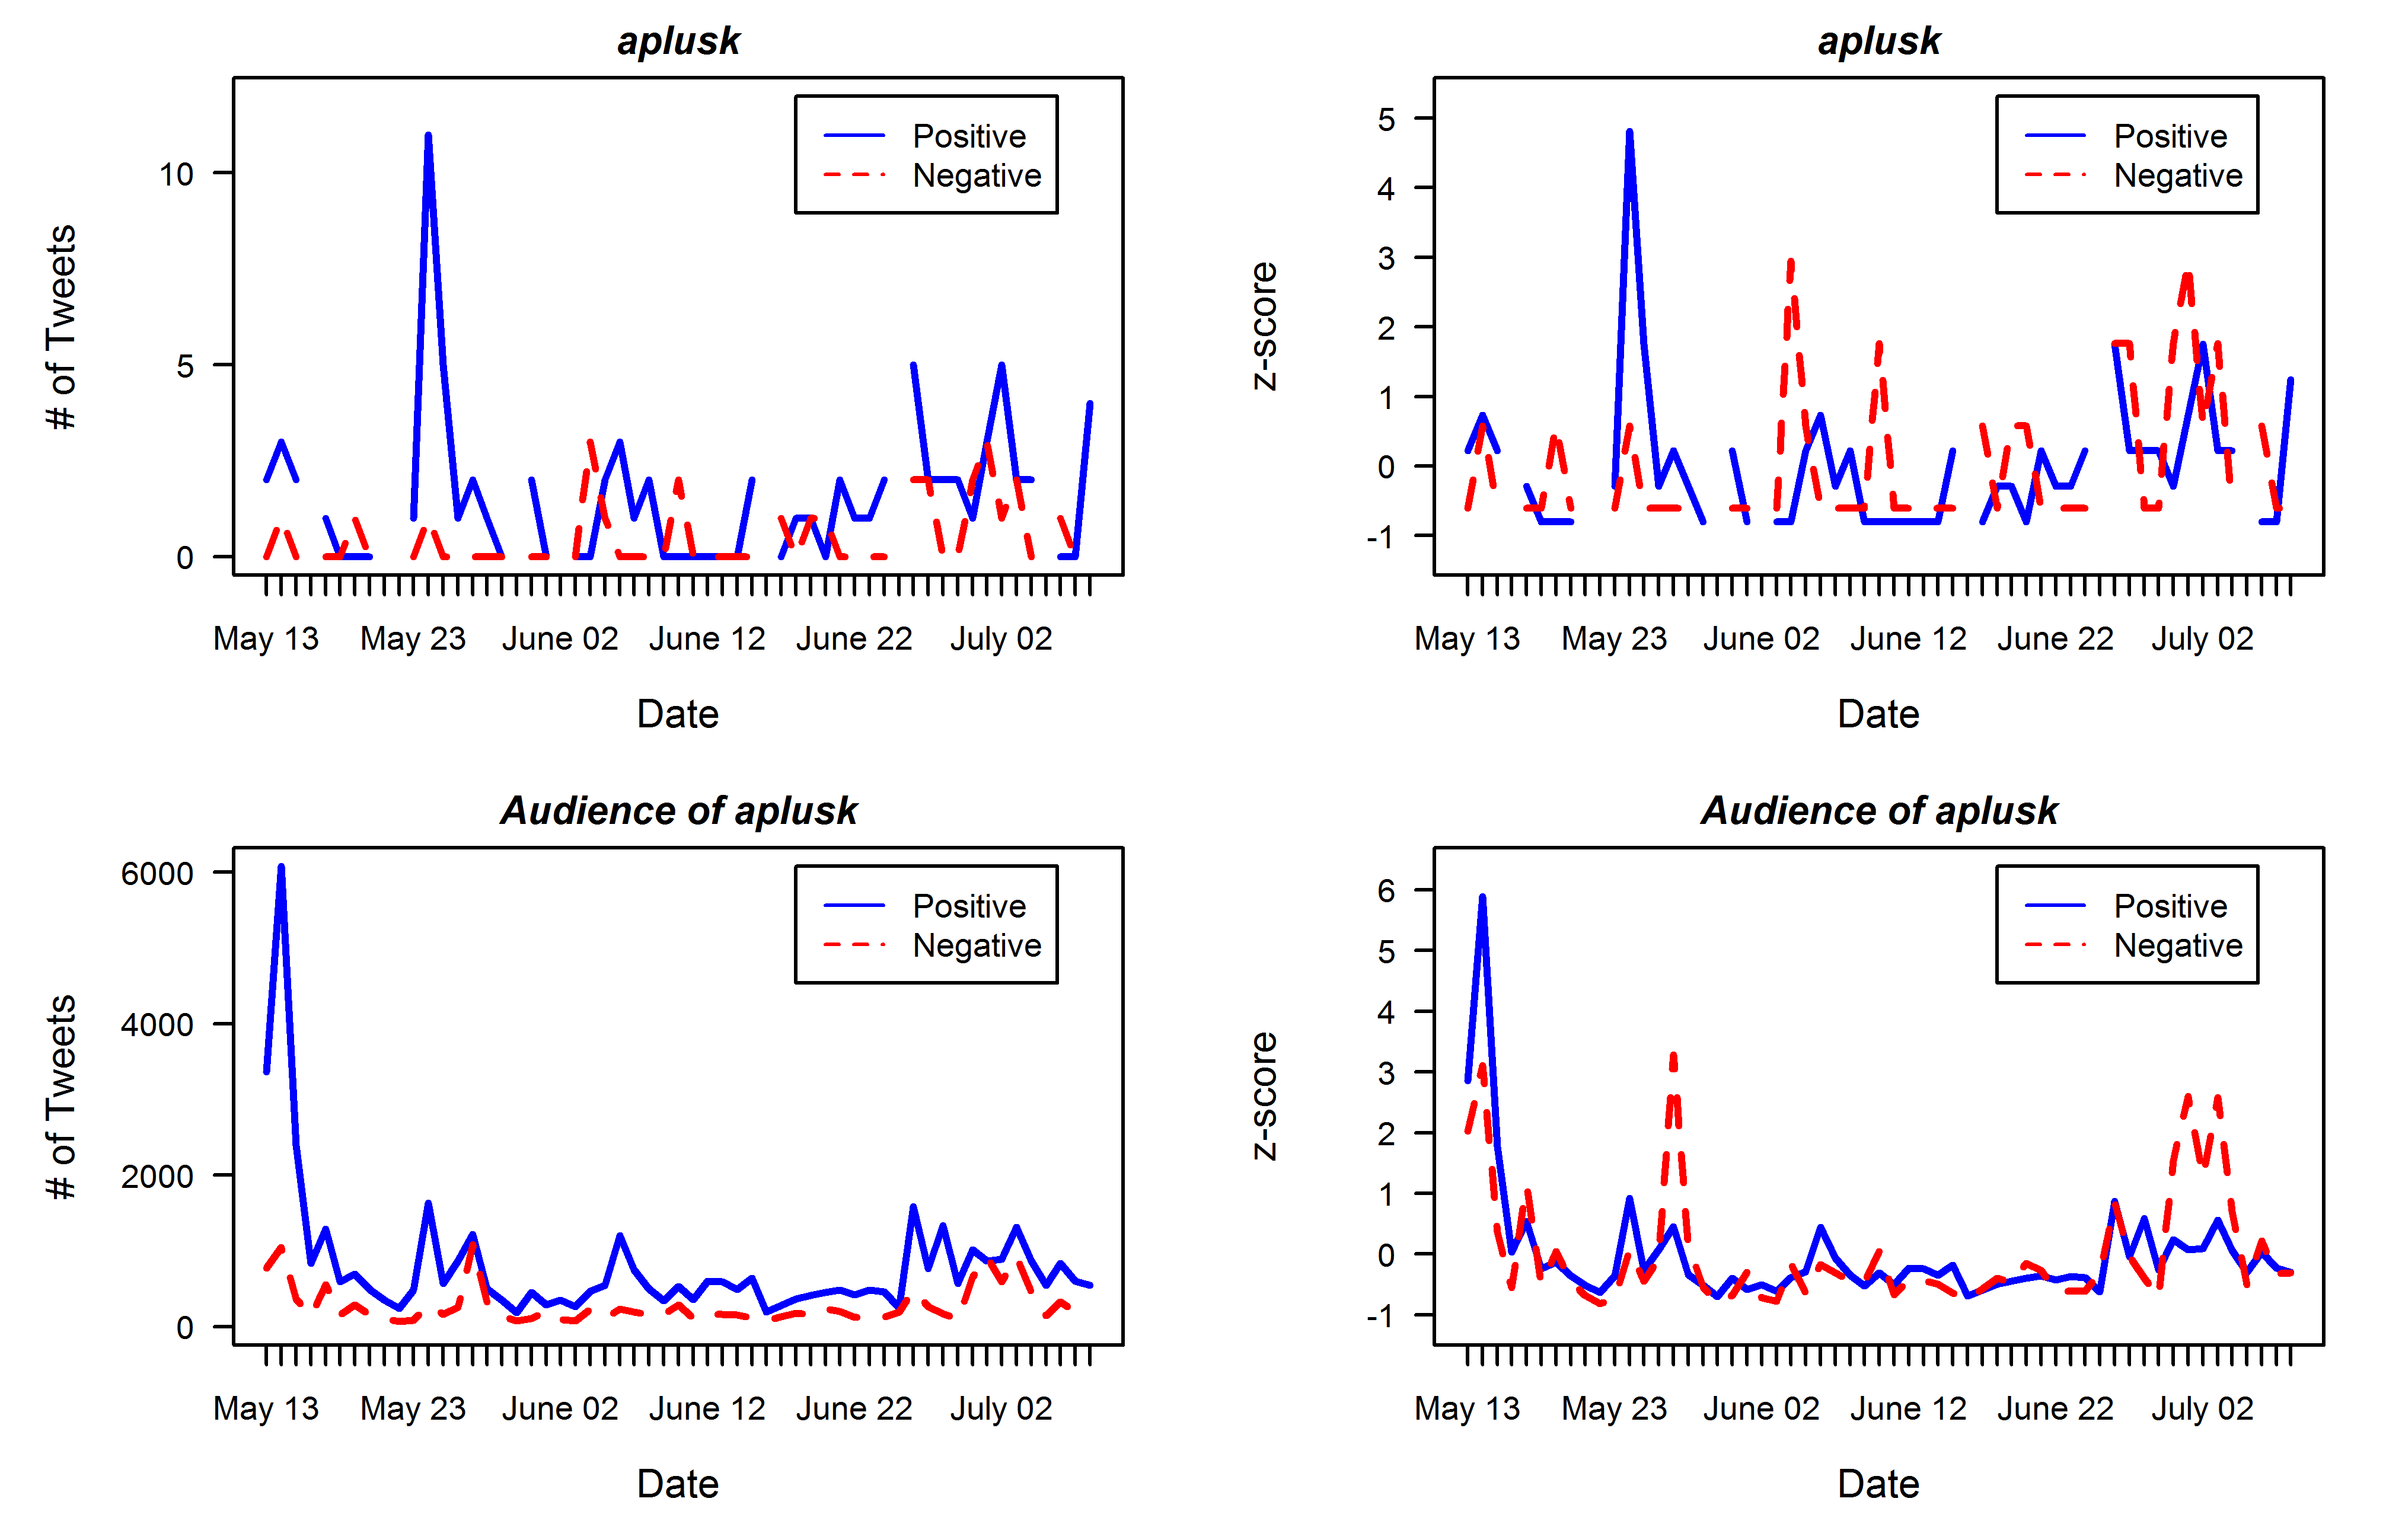 aplusk
# of Tweets
10
5
0
Positive
Negative
May 13 May 23 June 02 June 12 June 22 July 02
Date
aplusk
z-score
5
4
3
2
1
0
-1
Positive
Negative
May 13 May 23 June 02 June 12 June 22 July 02
Date
Audience of aplusk
# of Tweets
6000
4000
2000
0
Positive
Negative
May 13 May 23 June 02 June 12 June 22 July 02
Date
Audience of aplusk
z-score
6
5
4
3
2
1
0
-1
Positive
Negative
May 13 May 23 June 02 June 12 June 22 July 02
Date